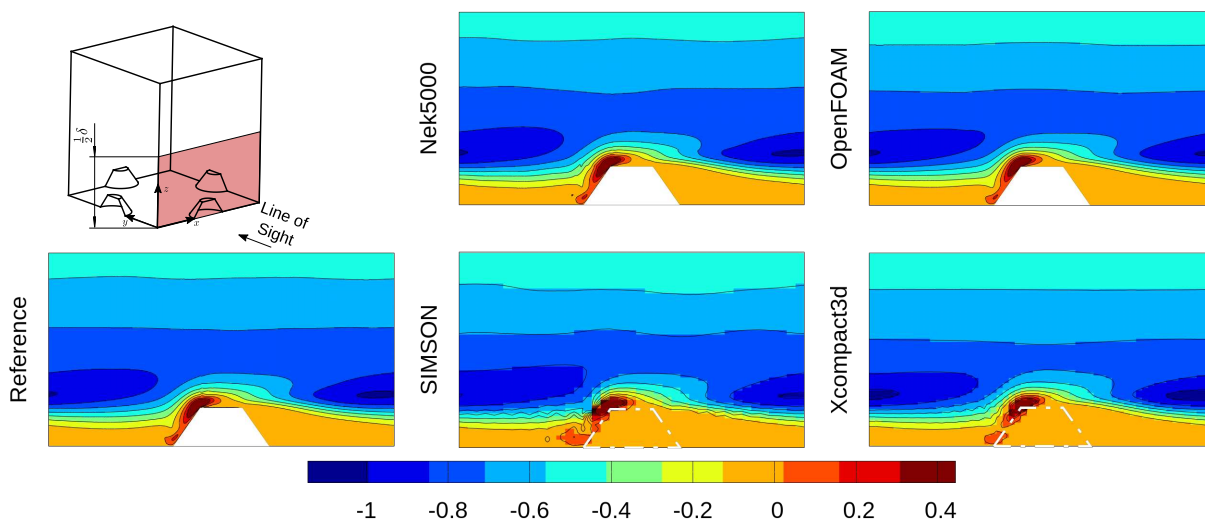 Nek5000
OpenFOAM
1/2 δ
z
y
x
Line of
Sight
Reference
SIMSON
Xcompact3d
-1 -0.8 -0.6 -0.4 -0.2 0 0.2 0.4